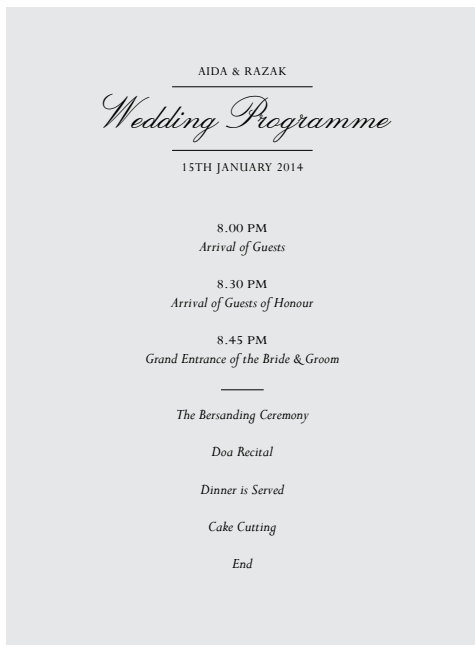 AIDA & RAZAK
Wedding Programme
15TH JANUARY 2014
8.00 PM
Arrival of Guests
8.30 PM
Arrival of Guests of Honour
8.45 PM
Grand Entrance of the Bride & Groom
The Bersanding Ceremony
Doa Recital
Dinner is Served
Cake Cutting
End